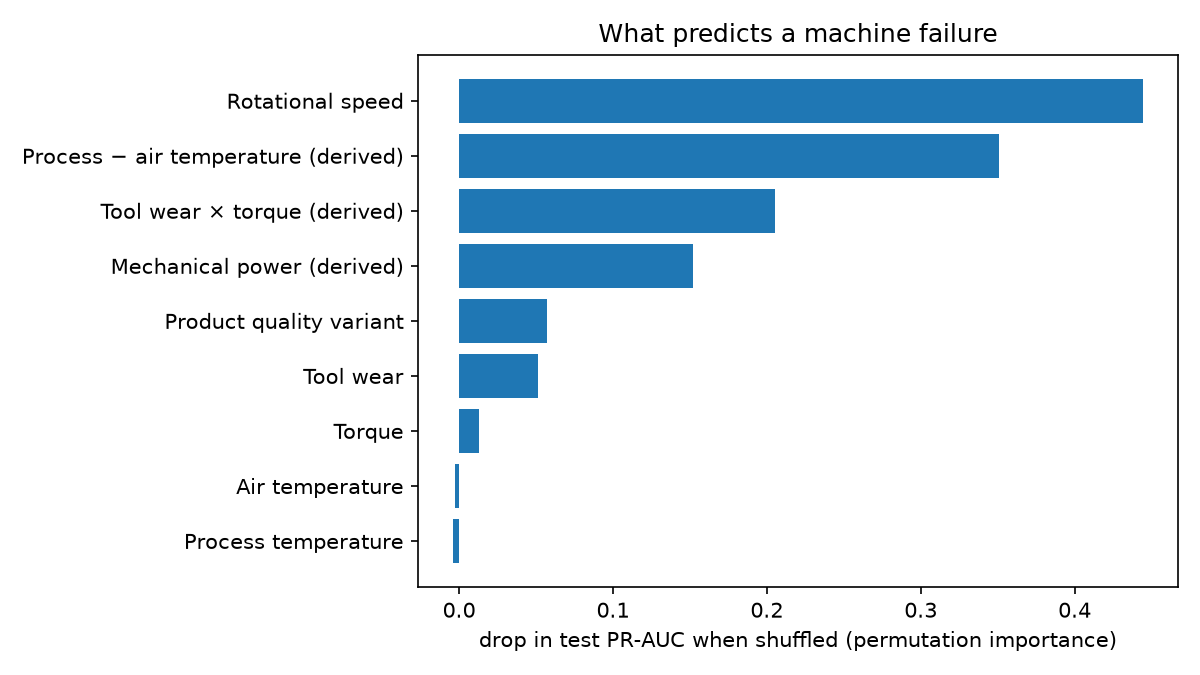 What predicts a machine failure
Rotational speed
Process − air temperature (derived)
Tool wear × torque (derived)
Mechanical power (derived)
Product quality variant
Tool wear
Torque
Air temperature
Process temperature
0.0 0.1 0.2 0.3 0.4
drop in test PR-AUC when shuffled (permutation importance)